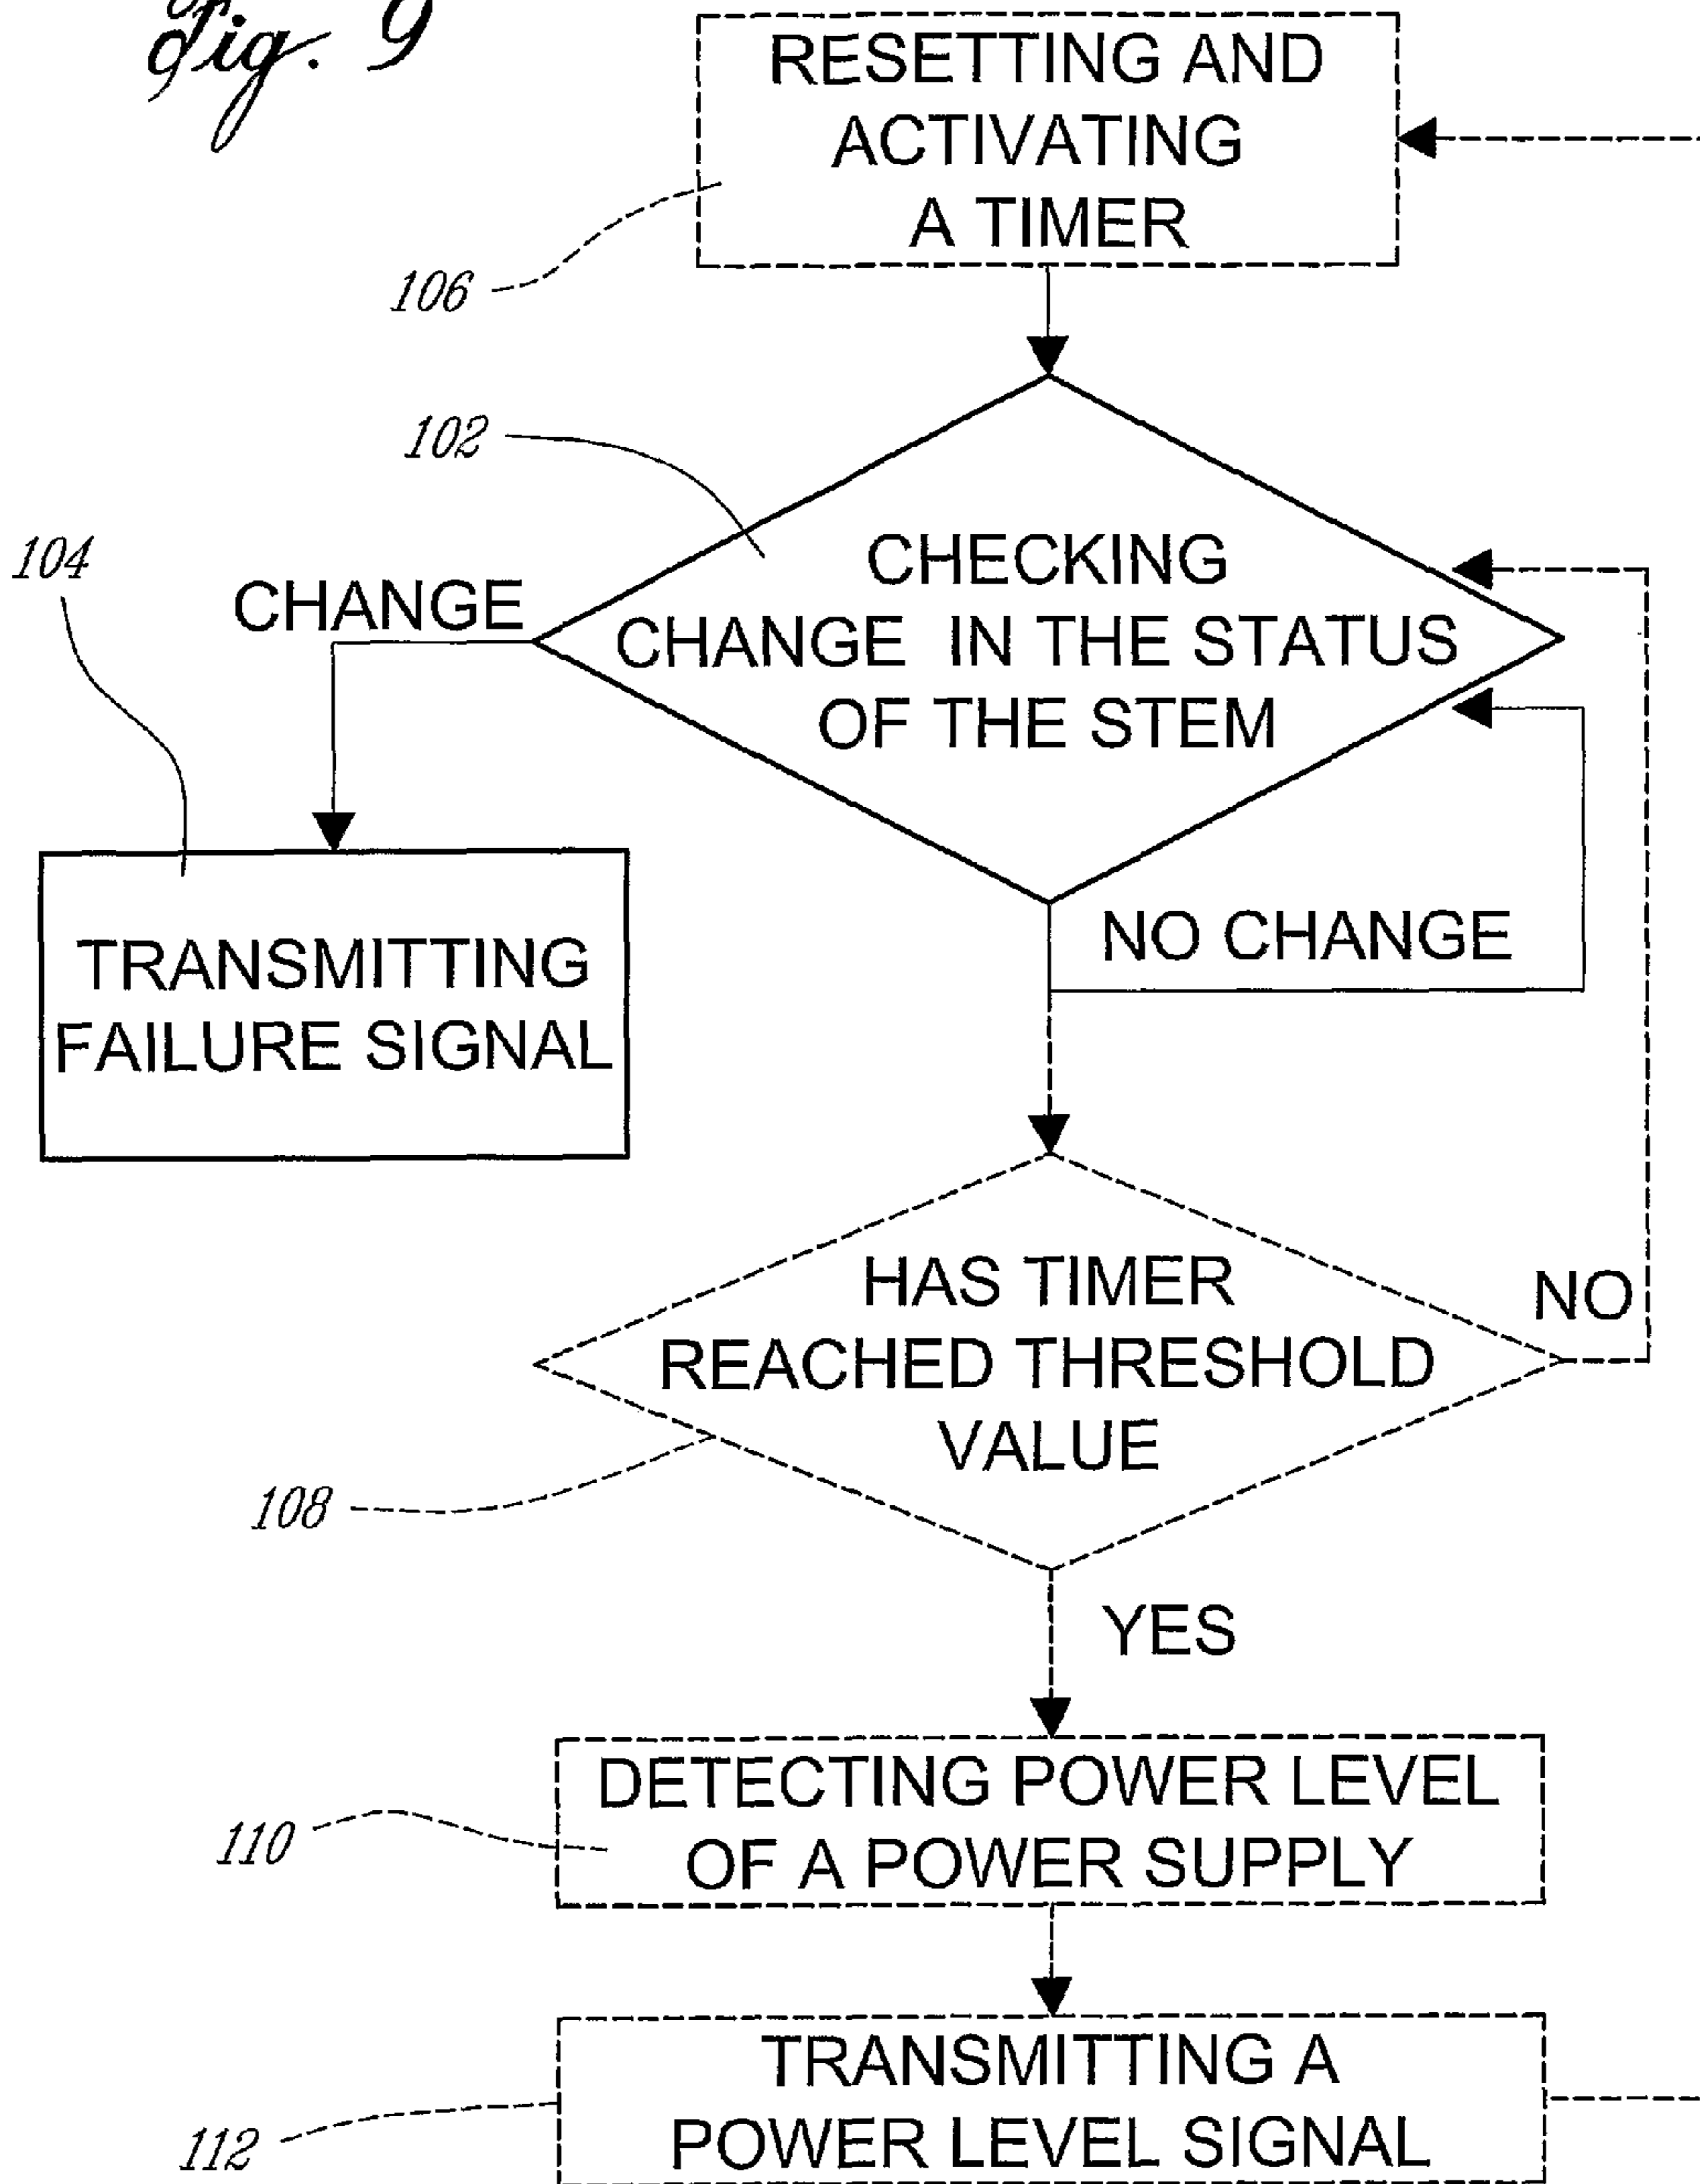 Fig. 9
RESETTING AND
ACTIVATING
A TIMER
106
102
CHECKING
CHANGE IN THE STATUS
OF THE STEM
104
CHANGE
NO CHANGE
TRANSMITTING
FAILURE SIGNAL
HAS TIMER
REACHED THRESHOLD
VALUE
NO
108
YES
DETECTING POWER LEVEL
OF A POWER SUPPLY
110
TRANSMITTING A
POWER LEVEL SIGNAL
112